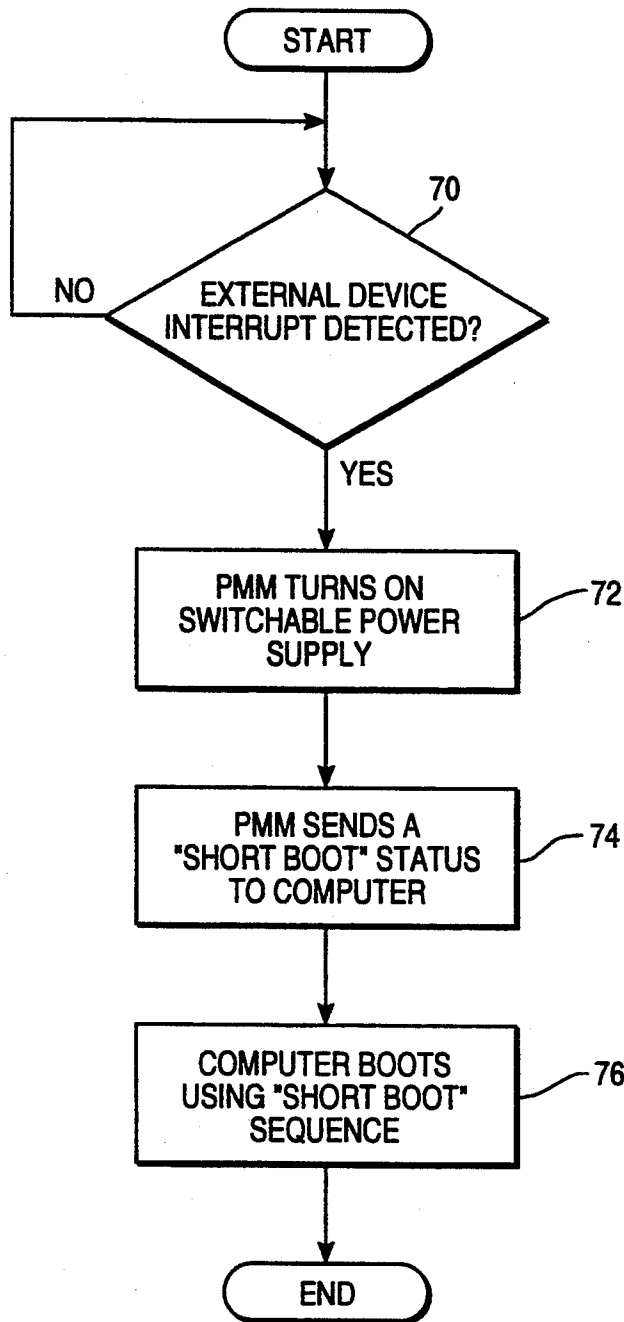 START
70
NO
EXTERNAL DEVICE
INTERRUPT DETECTED?
YES
PMM TURNS ON
SWITCHABLE POWER
SUPPLY
72
PMM SENDS A
"SHORT BOOT" STATUS
TO COMPUTER
74
COMPUTER BOOTS
USING "SHORT BOOT"
SEQUENCE
76
END